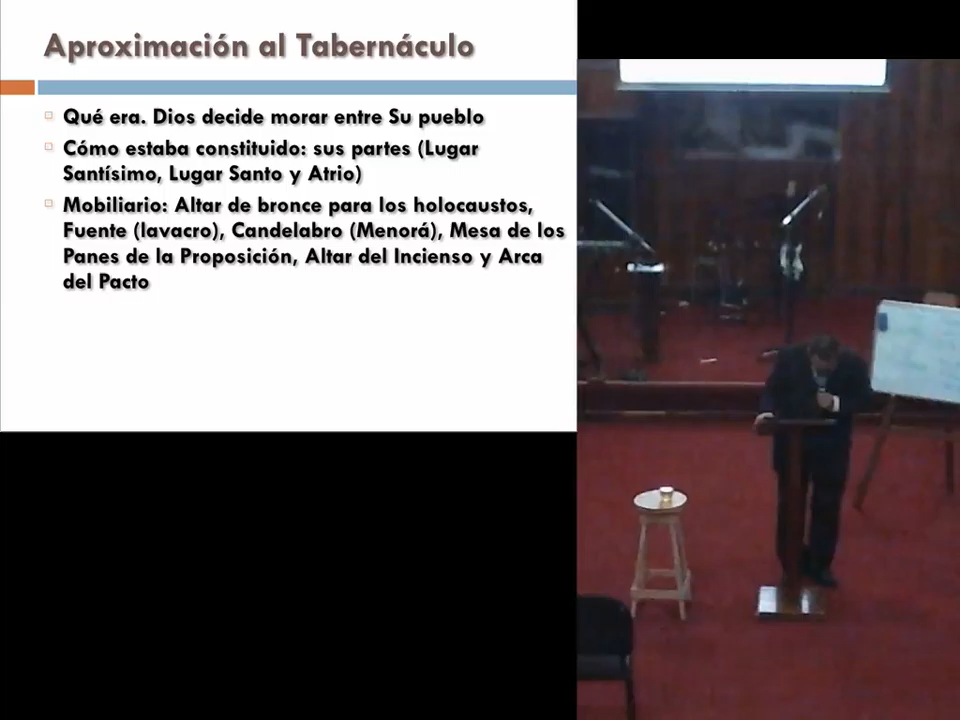 Aproximación al Tabernáculo
Qué era. Dios decide morar entre Su pueblo
Cómo estaba constituido: sus partes (Lugar
Santísimo, Lugar Santo y Atrio)
Mobiliario: Altar de bronce para los holocaustos,
Fuente (lavacro), Candelabro (Menorá), Mesa de los
Panes de la Proposición, Altar del Incienso y Arca
del Pacto